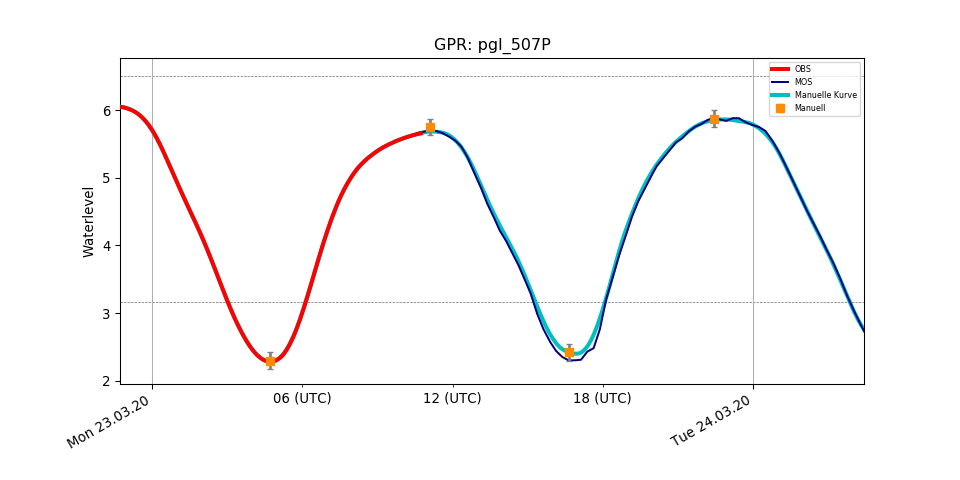 GPR: pgl_507P
OBS
MOS
Manuelle Kurve
Manuell
Waterlevel
6
5
4
3
2
Mon 23.03.20
06 (UTC)
12 (UTC)
18 (UTC)
Tue 24.03.20